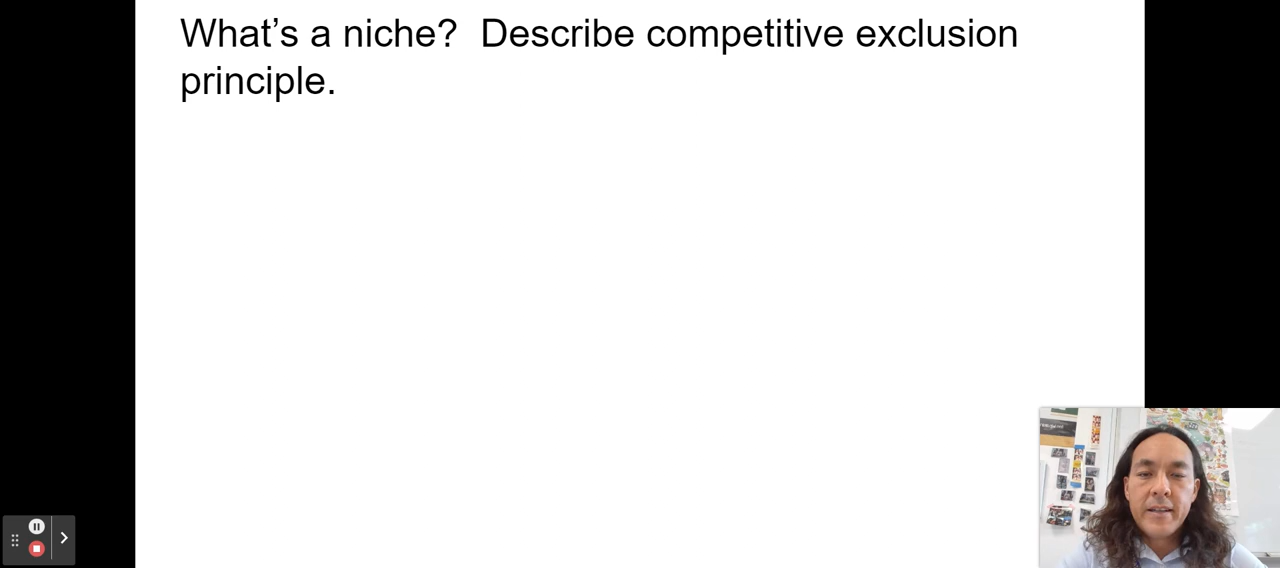 What’s a niche?  Describe competitive exclusion
principle.